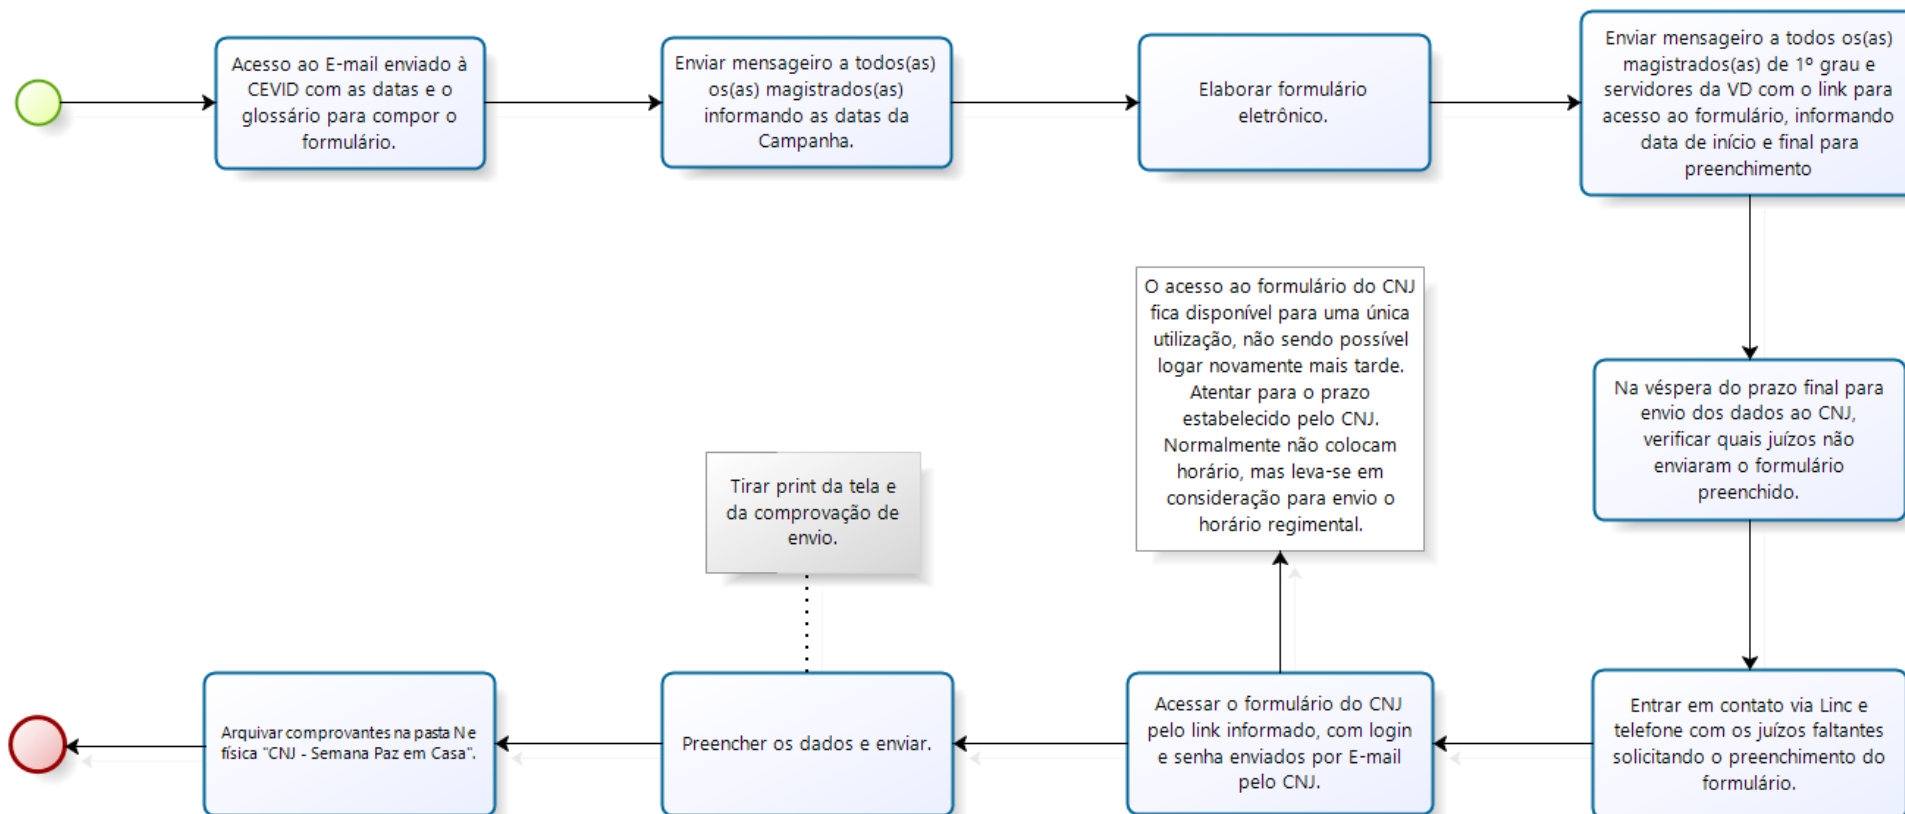 Acesso ao E-mail enviado à
CEVID com as datas e o
glossário para compor o
formulário.
Enviar mensageiro a todos(as)
os(as) magistrados(as)
informando as datas da
Campanha.
Elaborar formulário
eletrônico.
Enviar mensageiro a todos os(as)
magistrados(as) de 1º grau e
servidores da VD com o link para
acesso ao formulário, informando
data de início e final para
preenchimento
Na véspera do prazo final para
envio dos dados ao CNJ,
verificar quais juízos não
enviaram o formulário
preenchido.
Entrar em contato via Linc e
telefone com os juízos faltantes
solicitando o preenchimento do
formulário.
O acesso ao formulário do CNJ
fica disponível para uma única
utilização, não sendo possível
logar novamente mais tarde.
Atentar para o prazo
estabelecido pelo CNJ.
Normalmente não colocam
horário, mas leva-se em
consideração para envio o
horário regimental.
Acessar o formulário do CNJ
pelo link informado, com login
e senha enviados por E-mail
pelo CNJ.
Tirar print da tela e
da comprovação de
envio.
Preencher os dados e enviar.
Arquivar comprovantes na pasta N e
física "CNJ - Semana Paz em Casa".